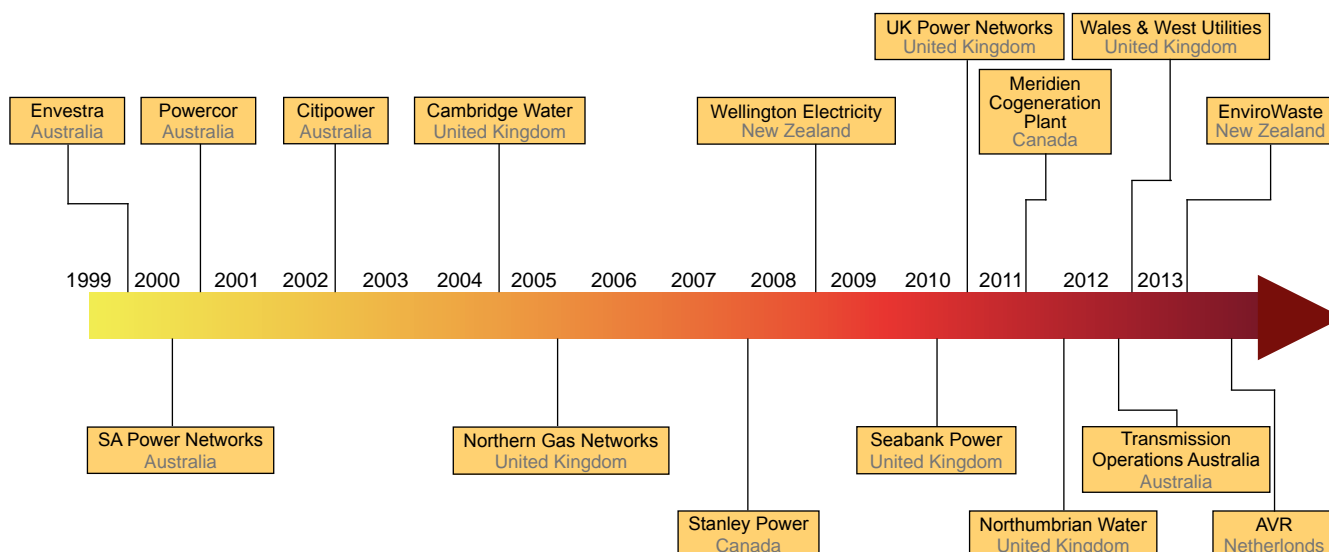 UK Power Networks
United Kingdom
Wales & West Utilities
United Kingdom
Envestra
Australia
Powercor
Australia
Citipower
Australia
Cambridge Water
United Kingdom
Wellington Electricity
New Zealand
Meridien
Cogeneration
Plant
Canada
EnviroWaste
New Zealand
1999 2000 2001 2002 2003 2004 2005 2006 2007 2008 2009 2010 2011 2012 2013
SA Power Networks
Australia
Northern Gas Networks
United Kingdom
Seabank Power
United Kingdom
Transmission
Operations Australia
Australia
Stanley Power
Canada
Northumbrian Water
United Kingdom
AVR
Netherlonds